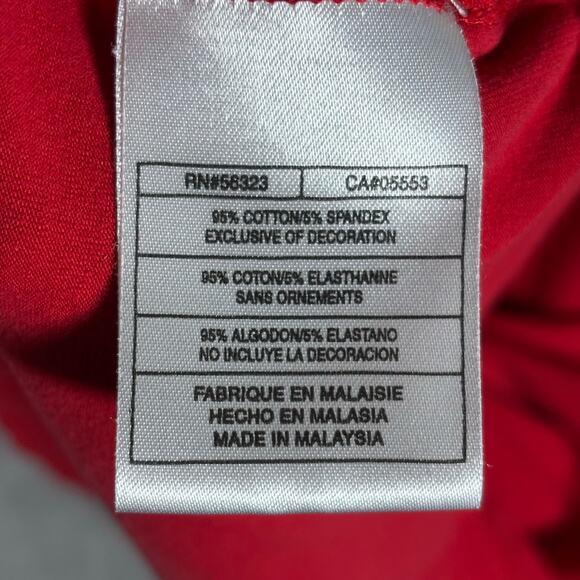 RN#56323 CA#05553
95% COTTON/5% SPANDEX
EXCLUSIVE OF DECORATION
95% COTON/5% ELASTHANNE
SANS ORNEMENTS
95% ALGODON/5% ELASTANO
NO INCLUYE LA DECORACION
FABRIQUE EN MALAISIE
HECHO EN MALASIA
MADE IN MALAYSIA